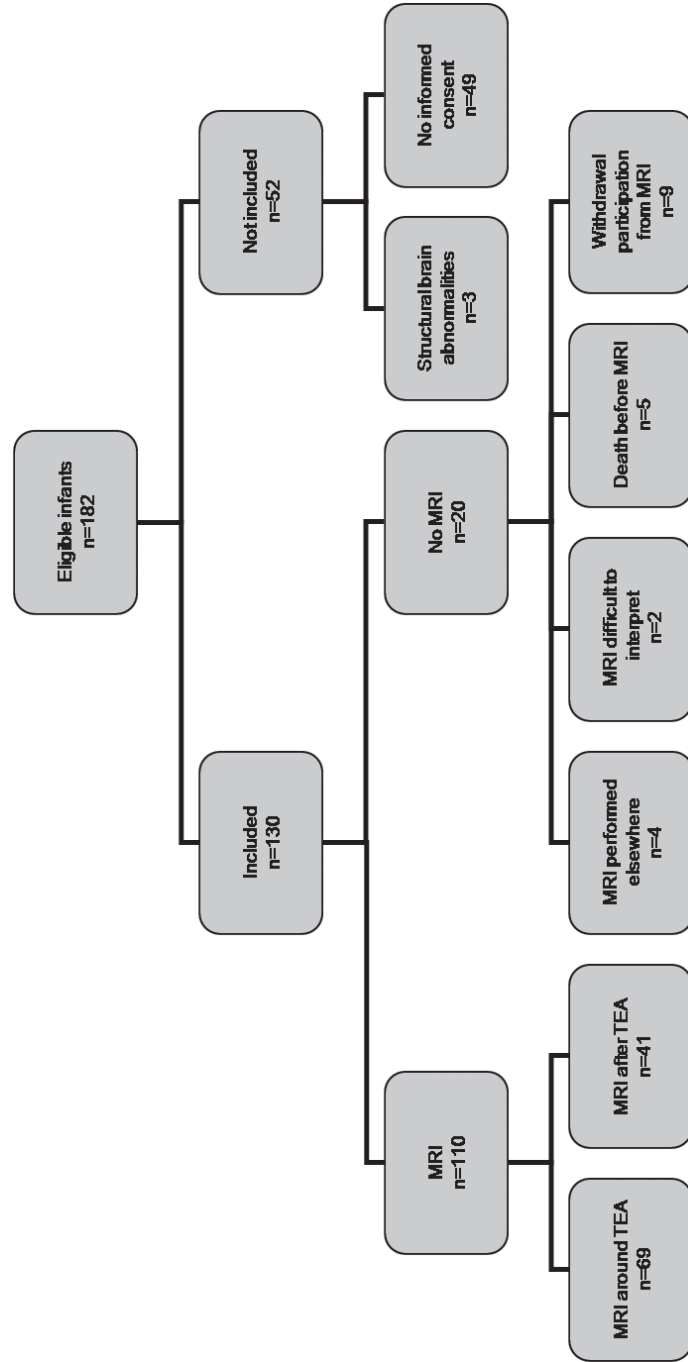 Eligible infants
n=182
Included
n=130
Not included
n=52
MRI
n=110
No MRI
n=20
Structural brain
abnormalities
n=3
No informed
consent
n=49
MRI around TEA
n=69
MRI after TEA
n=41
MRI performed
elsewhere
n=4
MRI difficult to
interpret
n=2
Death before MRI
n=5
Withdrawal
participation
from MRI
n=9